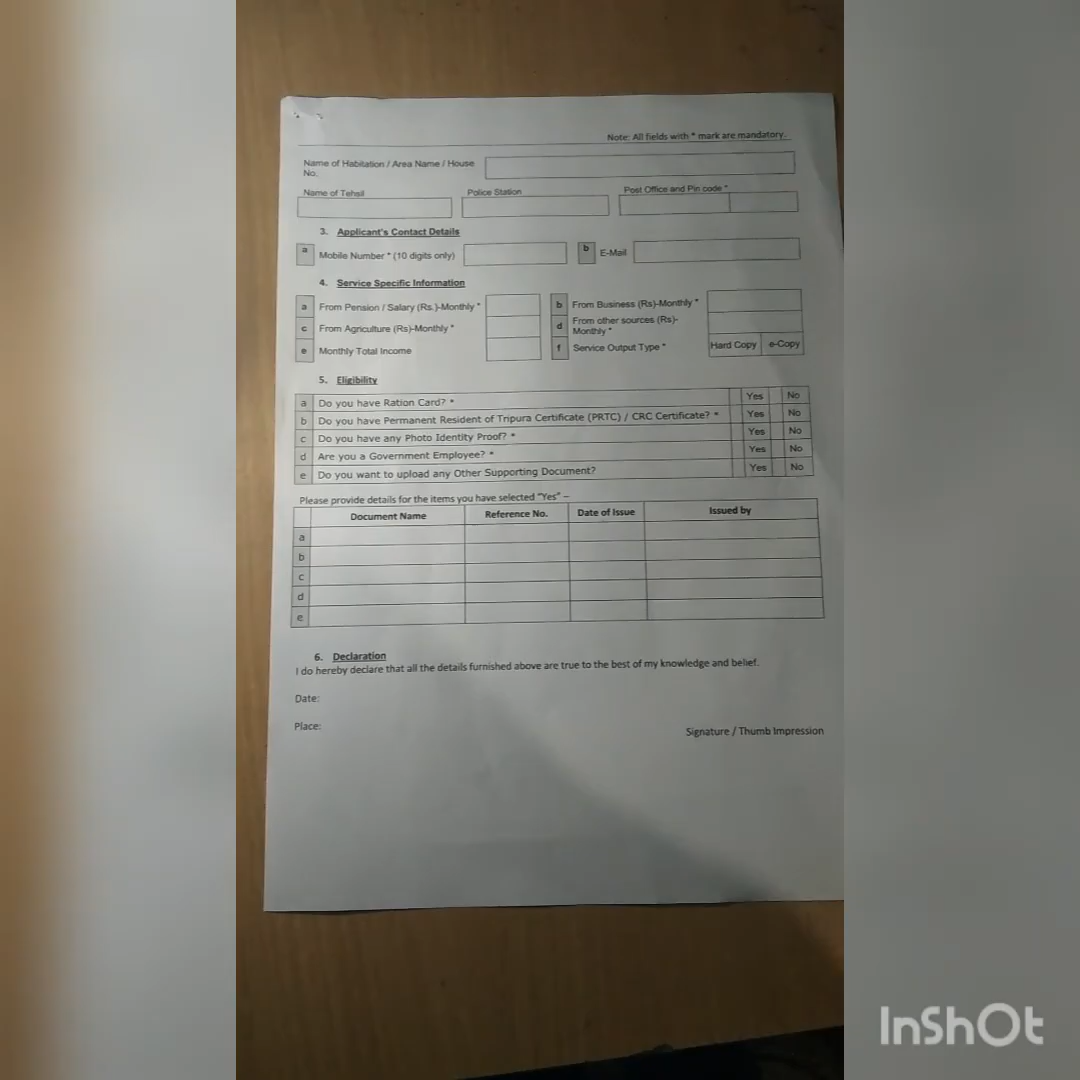 Note: All fields with * mark are mandatory.
Name of Habitation / Area Name / House No.
Name of Tehsil Police Station Post Office and Pin code *
3. Applicant's Contact Details
a Mobile Number * (10 digits only) b E-Mail
4. Service Specific Information
a From Pension / Salary (Rs.)-Monthly * b From Business (Rs)-Monthly *
c From Agriculture (Rs)-Monthly * d From other sources (Rs)-Monthly *
e Monthly Total Income f Service Output Type * Hard Copy e-Copy
5. Eligibility
a Do you have Ration Card? * Yes No
b Do you have Permanent Resident of Tripura Certificate (PRTC) / CRC Certificate? * Yes No
c Do you have any Photo Identity Proof? * Yes No
d Are you a Government Employee? * Yes No
e Do you want to upload any Other Supporting Document? Yes No
Please provide details for the items you have selected "Yes" –
Document Name Reference No. Date of Issue Issued by
a
b
c
d
e
6. Declaration
I do hereby declare that all the details furnished above are true to the best of my knowledge and belief.
Date:
Place:
Signature / Thumb Impression
InShOt